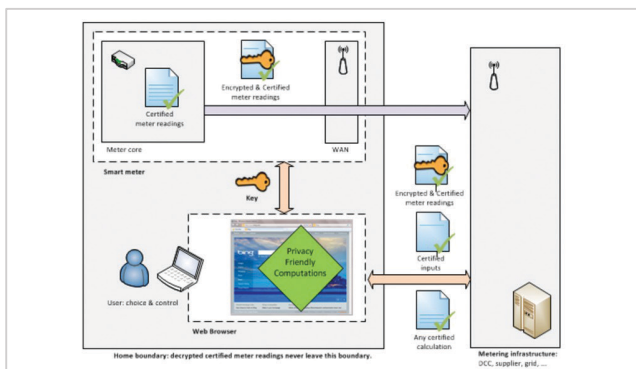 Encrypted & Certified
meter readings
Certified
meter readings
Meter core
WAN
Smart meter
Key
Encrypted & Certified
meter readings
Privacy
Friendly
Computations
Certified
inputs
User: choice & control
Web Browser
Any certified
calculation
Home boundary: decrypted certified meter readings never leave this boundary.
Metering infrastructure:
DCC, supplier, grid, ...